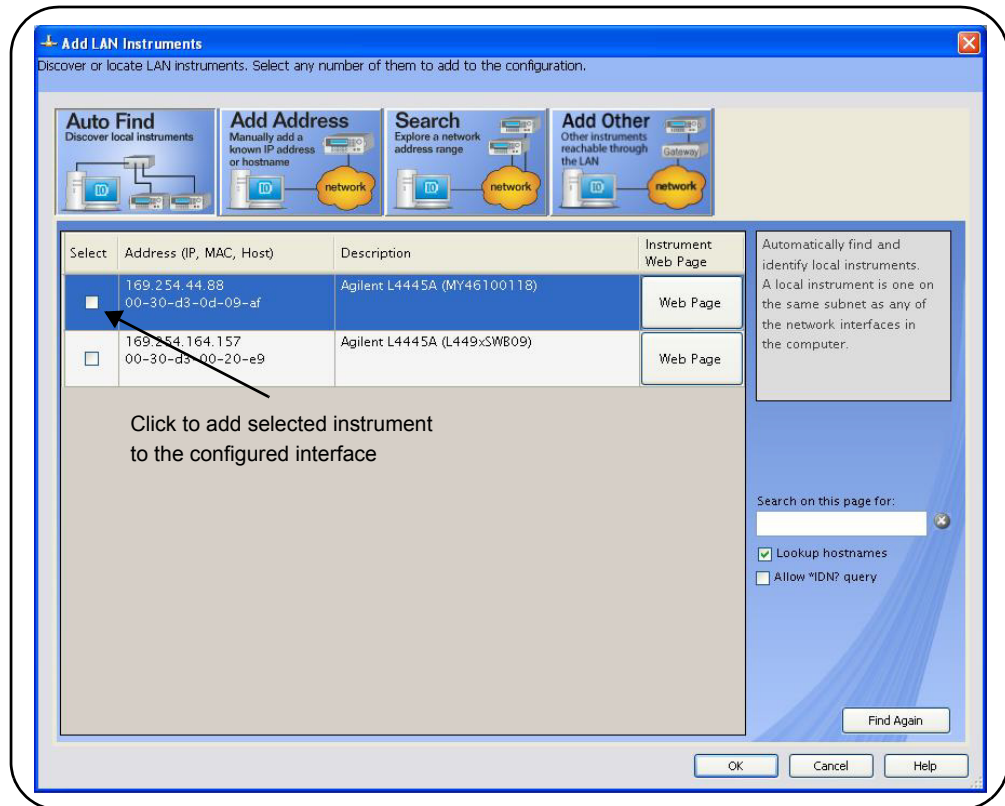 Add LAN Instruments
Discover or locate LAN instruments. Select any number of them to add to the configuration.
Auto Find
Discover local instruments
IO
Add Address
Manually add a
known IP address
or hostname
IO
network
Search
Explore a network
address range
IO
network
Add Other
Other instruments
reachable through
the LAN
Gateway
IO
network
Select
Address (IP, MAC, Host)
Description
Instrument
Web Page
169.254.44.88
00-30-d3-0d-09-af
Agilent L4445A (MY46100118)
Web Page
169.254.164.157
00-30-d3-00-20-e9
Agilent L4445A (L449xSWB09)
Web Page
Click to add selected instrument
to the configured interface
Automatically find and
identify local instruments.
A local instrument is one on
the same subnet as any of
the network interfaces in
the computer.
Search on this page for:
Lookup hostnames
Allow *IDN? query
Find Again
OK
Cancel
Help